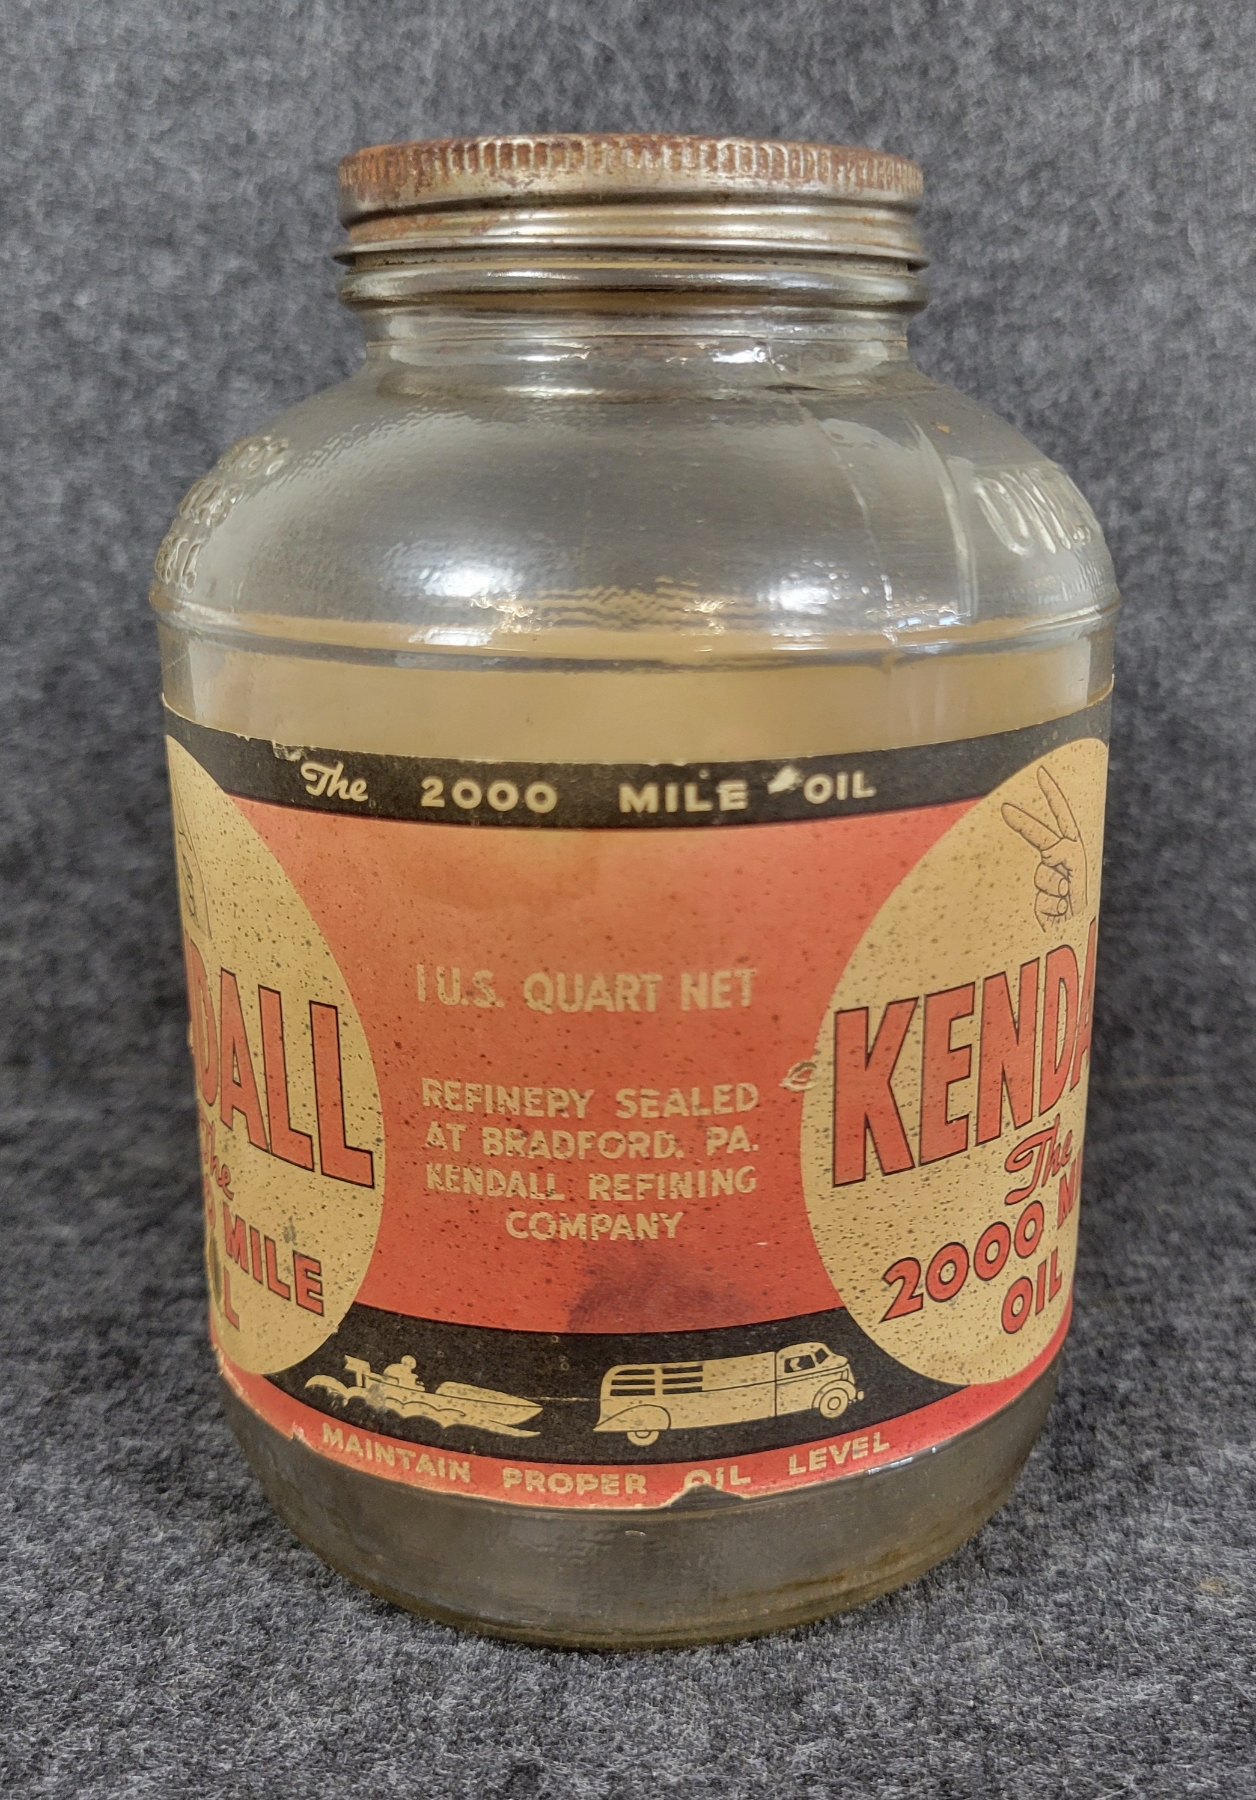 The 2000 MILE OIL
1 U.S. QUART NET
REFINERY SEALED
AT BRADFORD, PA.
KENDALL REFINING
COMPANY
MAINTAIN PROPER OIL LEVEL
DALL
The
MILE
L
KENDA
The
2000 M
OIL